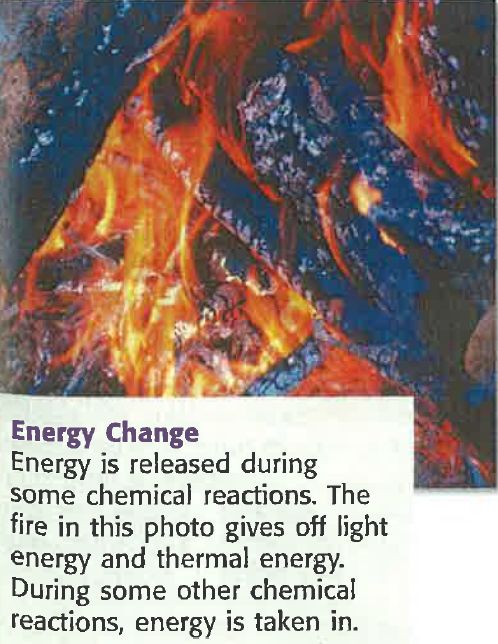 Energy Change
Energy is released during
some chemical reactions. The
fire in this photo gives off light
energy and thermal energy.
During some other chemical
reactions, energy is taken in.